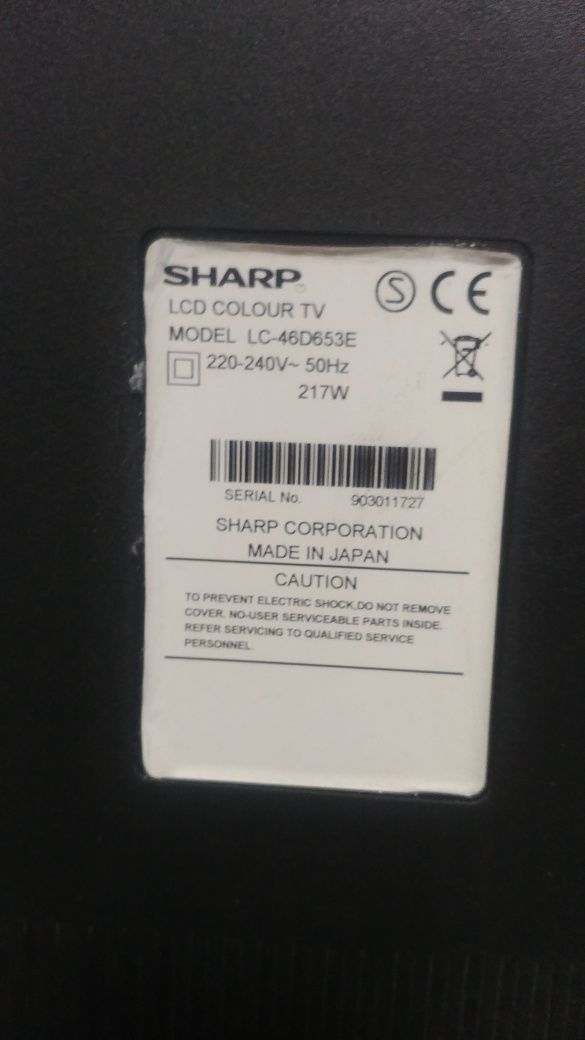 SHARP
S CE
LCD COLOUR TV
MODEL LC-46D653E
220-240V~ 50Hz
217W
SERIAL No. 903011727
SHARP CORPORATION
MADE IN JAPAN
CAUTION
TO PREVENT ELECTRIC SHOCK,DO NOT REMOVE
COVER. NO-USER SERVICEABLE PARTS INSIDE.
REFER SERVICING TO QUALIFIED SERVICE
PERSONNEL.